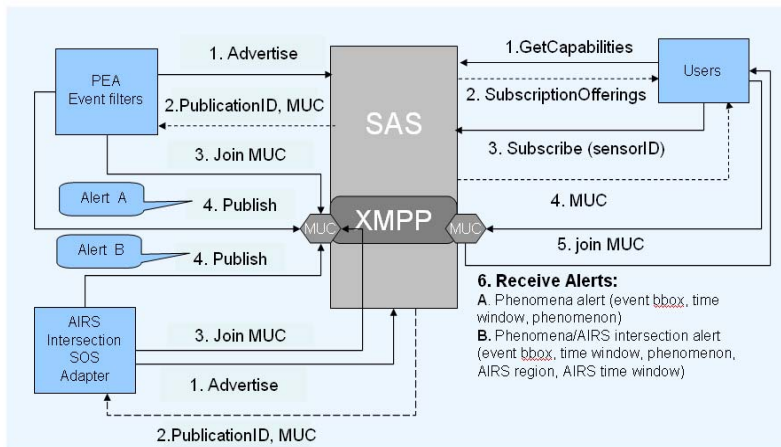 1. Advertise
1.GetCapabilities
PEA
Event filters
Users
2.PublicationID, MUC
2. SubscriptionOfferings
SAS
3. Join MUC
3. Subscribe (sensorID)
Alert A
4. Publish
4. MUC
MUC
XMPP
MUC
Alert B
4. Publish
5. join MUC
6. Receive Alerts:
A. Phenomena alert (event bbox, time
window, phenomenon)
B. Phenomena/AIRS intersection alert
(event bbox, time window, phenomenon,
AIRS region, AIRS time window)
AIRS
Intersection
SOS
Adapter
3. Join MUC
1. Advertise
2.PublicationID, MUC